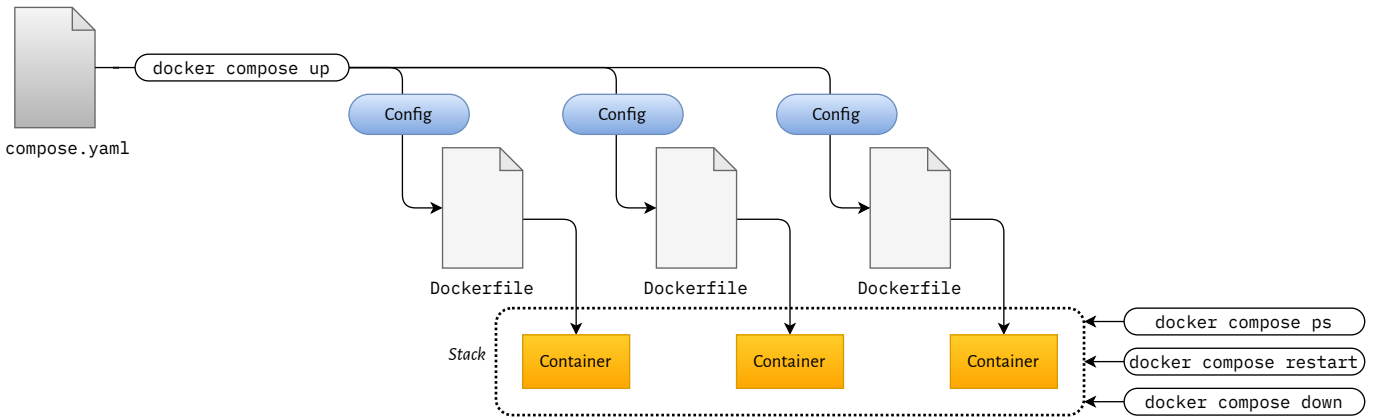 docker compose up
compose.yaml
Config
Config
Config
Dockerfile
Dockerfile
Dockerfile
Stack
Container
Container
Container
docker compose ps
docker compose restart
docker compose down